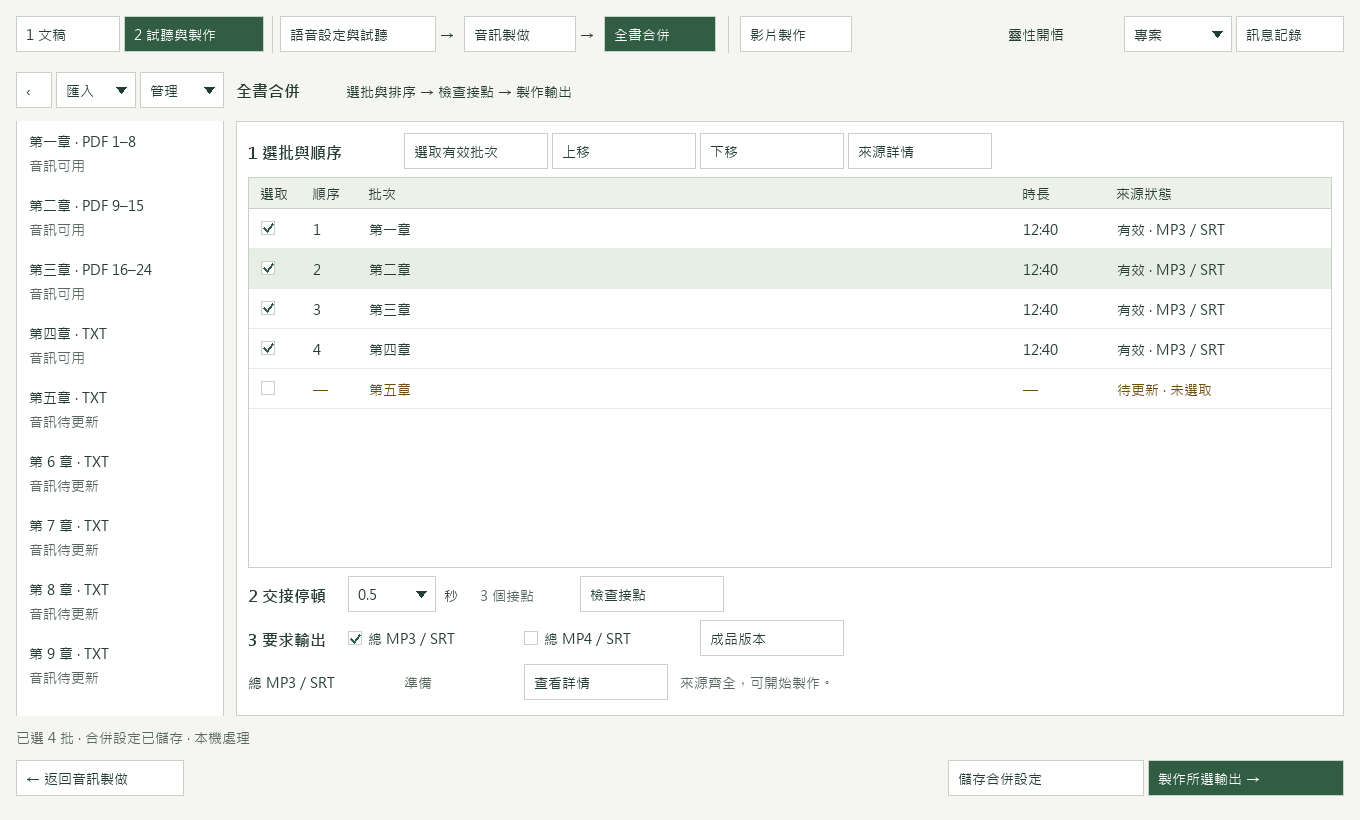 1 文稿 2 試聽與製作 語音設定與試聽 → 音訊製做 → 全書合併 影片製作 靈性開悟 專案 訊息記錄
‹ 匯入 管理 全書合併 選批與排序 → 檢查接點 → 製作輸出
第一章 · PDF 1–8
音訊可用
第二章 · PDF 9–15
音訊可用
第三章 · PDF 16–24
音訊可用
第四章 · TXT
音訊可用
第五章 · TXT
音訊待更新
第 6 章 · TXT
音訊待更新
第 7 章 · TXT
音訊待更新
第 8 章 · TXT
音訊待更新
第 9 章 · TXT
音訊待更新
1 選批與順序 選取有效批次 上移 下移 來源詳情
選取 順序 批次 時長 來源狀態
1 第一章 12:40 有效 · MP3 / SRT
2 第二章 12:40 有效 · MP3 / SRT
3 第三章 12:40 有效 · MP3 / SRT
4 第四章 12:40 有效 · MP3 / SRT
— 第五章 — 待更新 · 未選取
2 交接停頓 0.5 秒 3 個接點 檢查接點
3 要求輸出 總 MP3 / SRT 總 MP4 / SRT 成品版本
總 MP3 / SRT 準備 查看詳情 來源齊全，可開始製作。
已選 4 批 · 合併設定已儲存 · 本機處理
← 返回音訊製做 儲存合併設定 製作所選輸出 →